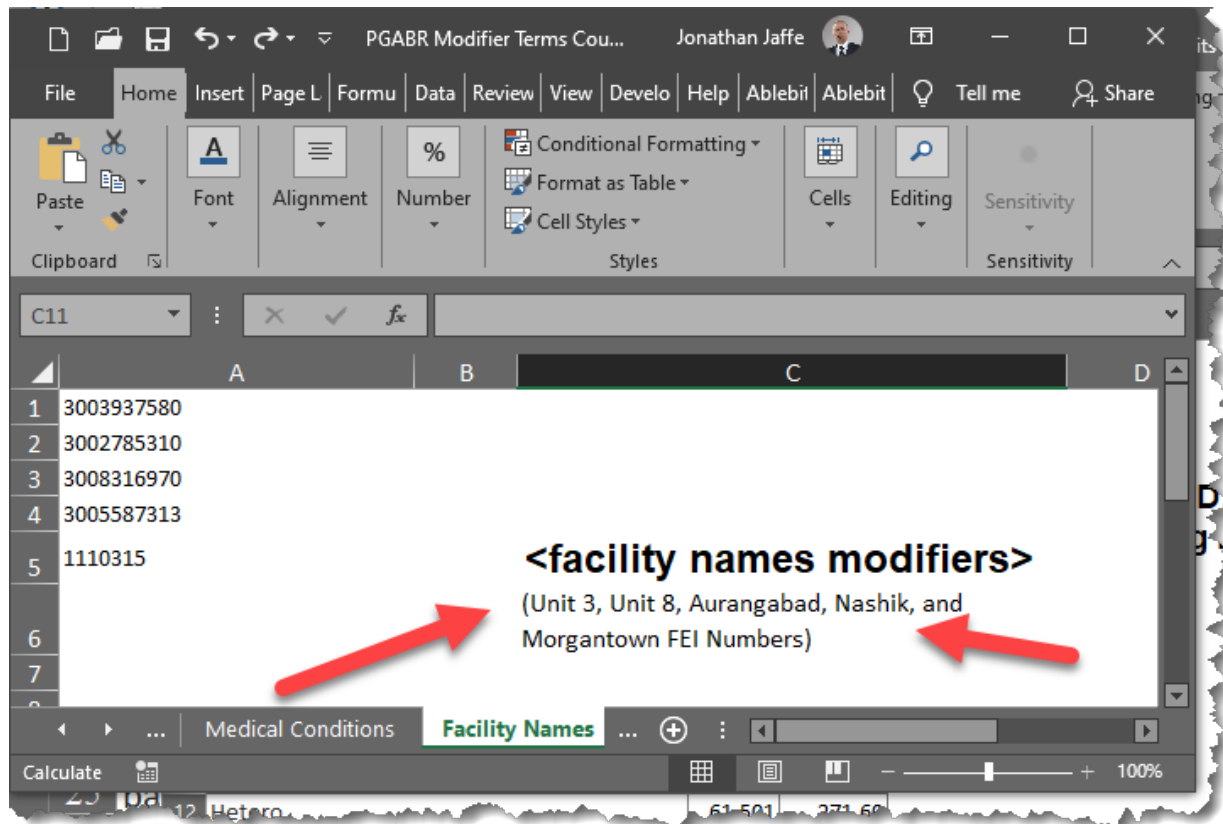 PGABR Modifier Terms Cou... Jonathan Jaffe
File Home Insert Page L Formu Data Review View Develo Help Ablebit Ablebit Tell me Share
Paste Font Alignment Number Conditional Formatting Format as Table Cell Styles Cells Editing Sensitivity
Clipboard Styles Sensitivity
C11 fx
A B C D
1 3003937580
2 3002785310
3 3008316970
4 3005587313
5 1110315 <facility names modifiers>
(Unit 3, Unit 8, Aurangabad, Nashik, and
6 Morgantown FEI Numbers)
7
... Medical Conditions Facility Names ...
Calculate 100%
12 Hetero